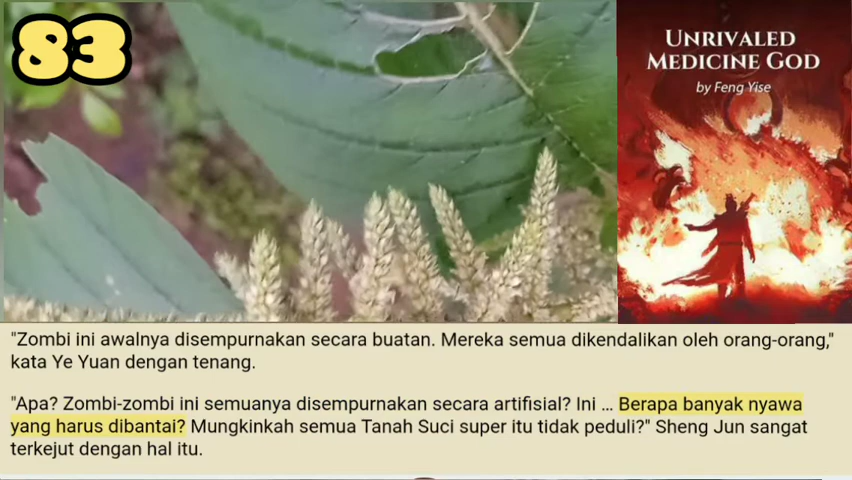 83
UNRIVALED
MEDICINE GOD
by Feng Yise
"Zombi ini awalnya disempurnakan secara buatan. Mereka semua dikendalikan oleh orang-orang,"
kata Ye Yuan dengan tenang.
"Apa? Zombi-zombi ini semuanya disempurnakan secara artifisial? Ini ... Berapa banyak nyawa
yang harus dibantai? Mungkinkah semua Tanah Suci super itu tidak peduli?" Sheng Jun sangat
terkejut dengan hal itu.